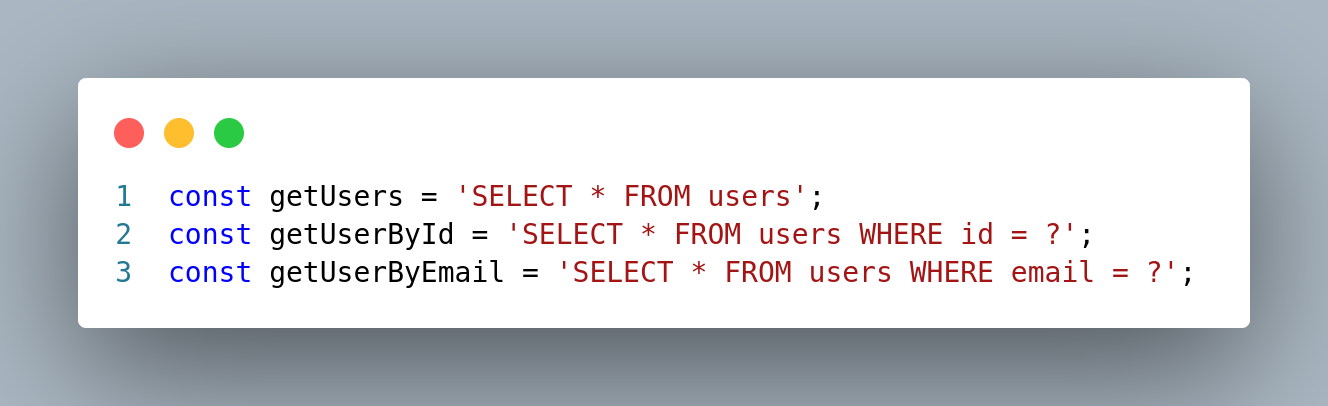 1 const getUsers = 'SELECT * FROM users';
2 const getUserById = 'SELECT * FROM users WHERE id = ?';
3 const getUserByEmail = 'SELECT * FROM users WHERE email = ?';